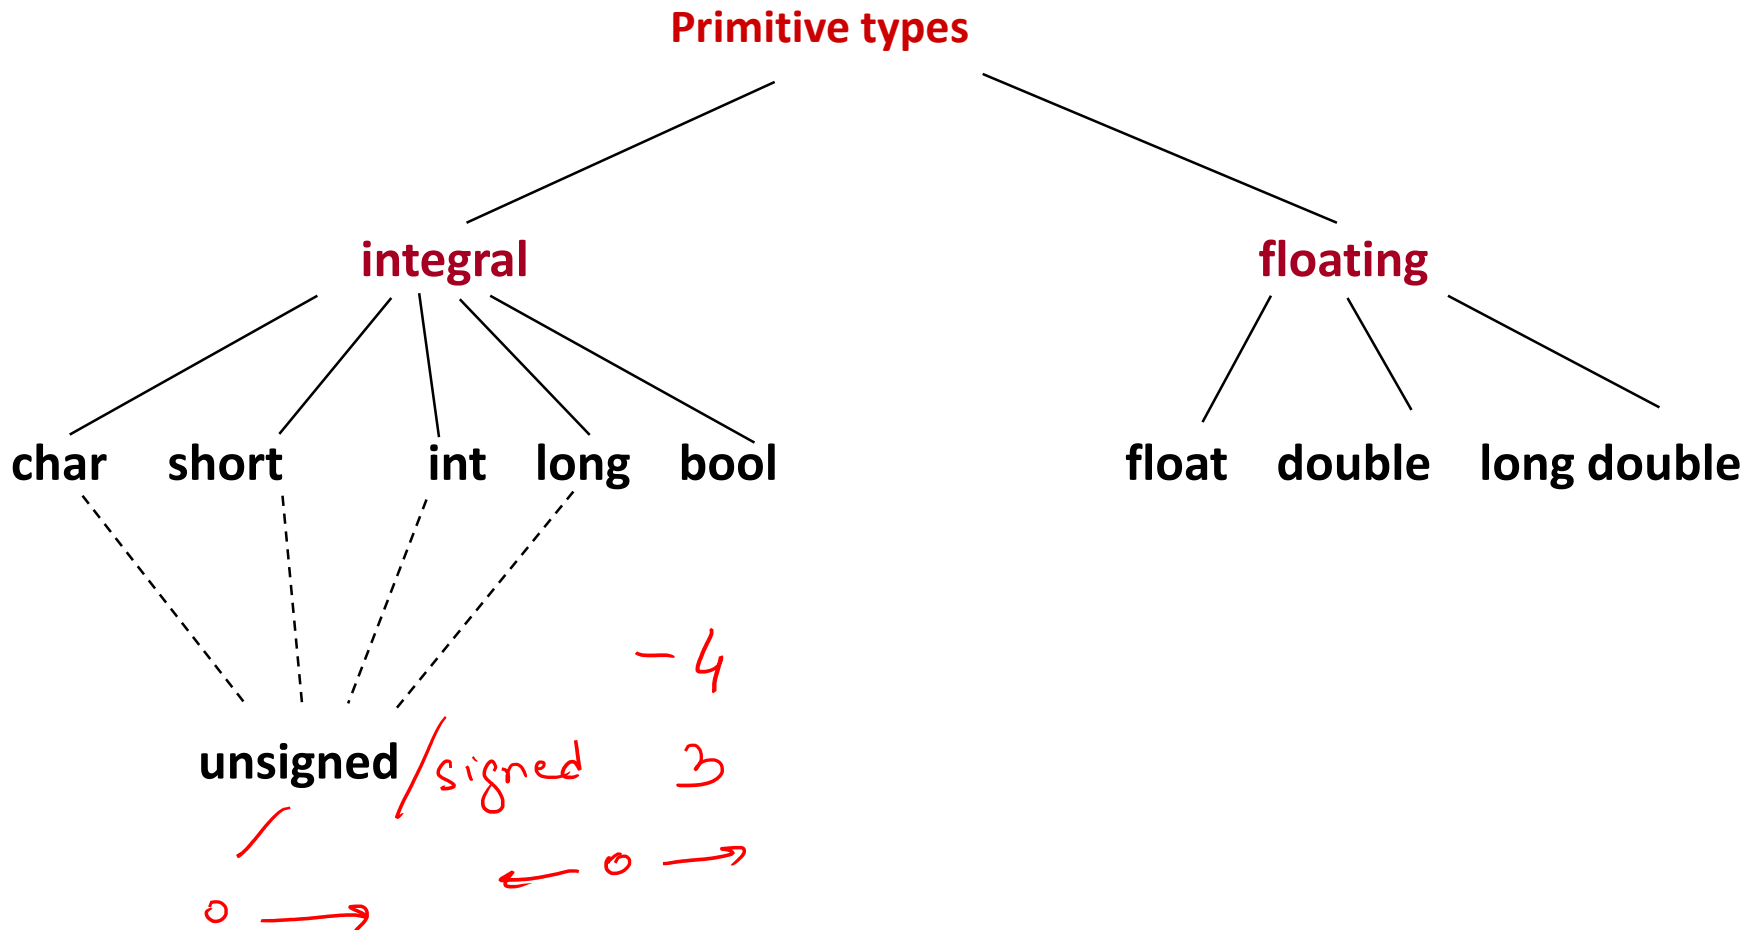 Primitive types
integral floating
char short int long bool float double long double
- 4
unsigned / signed 3
← 0 →
0 →